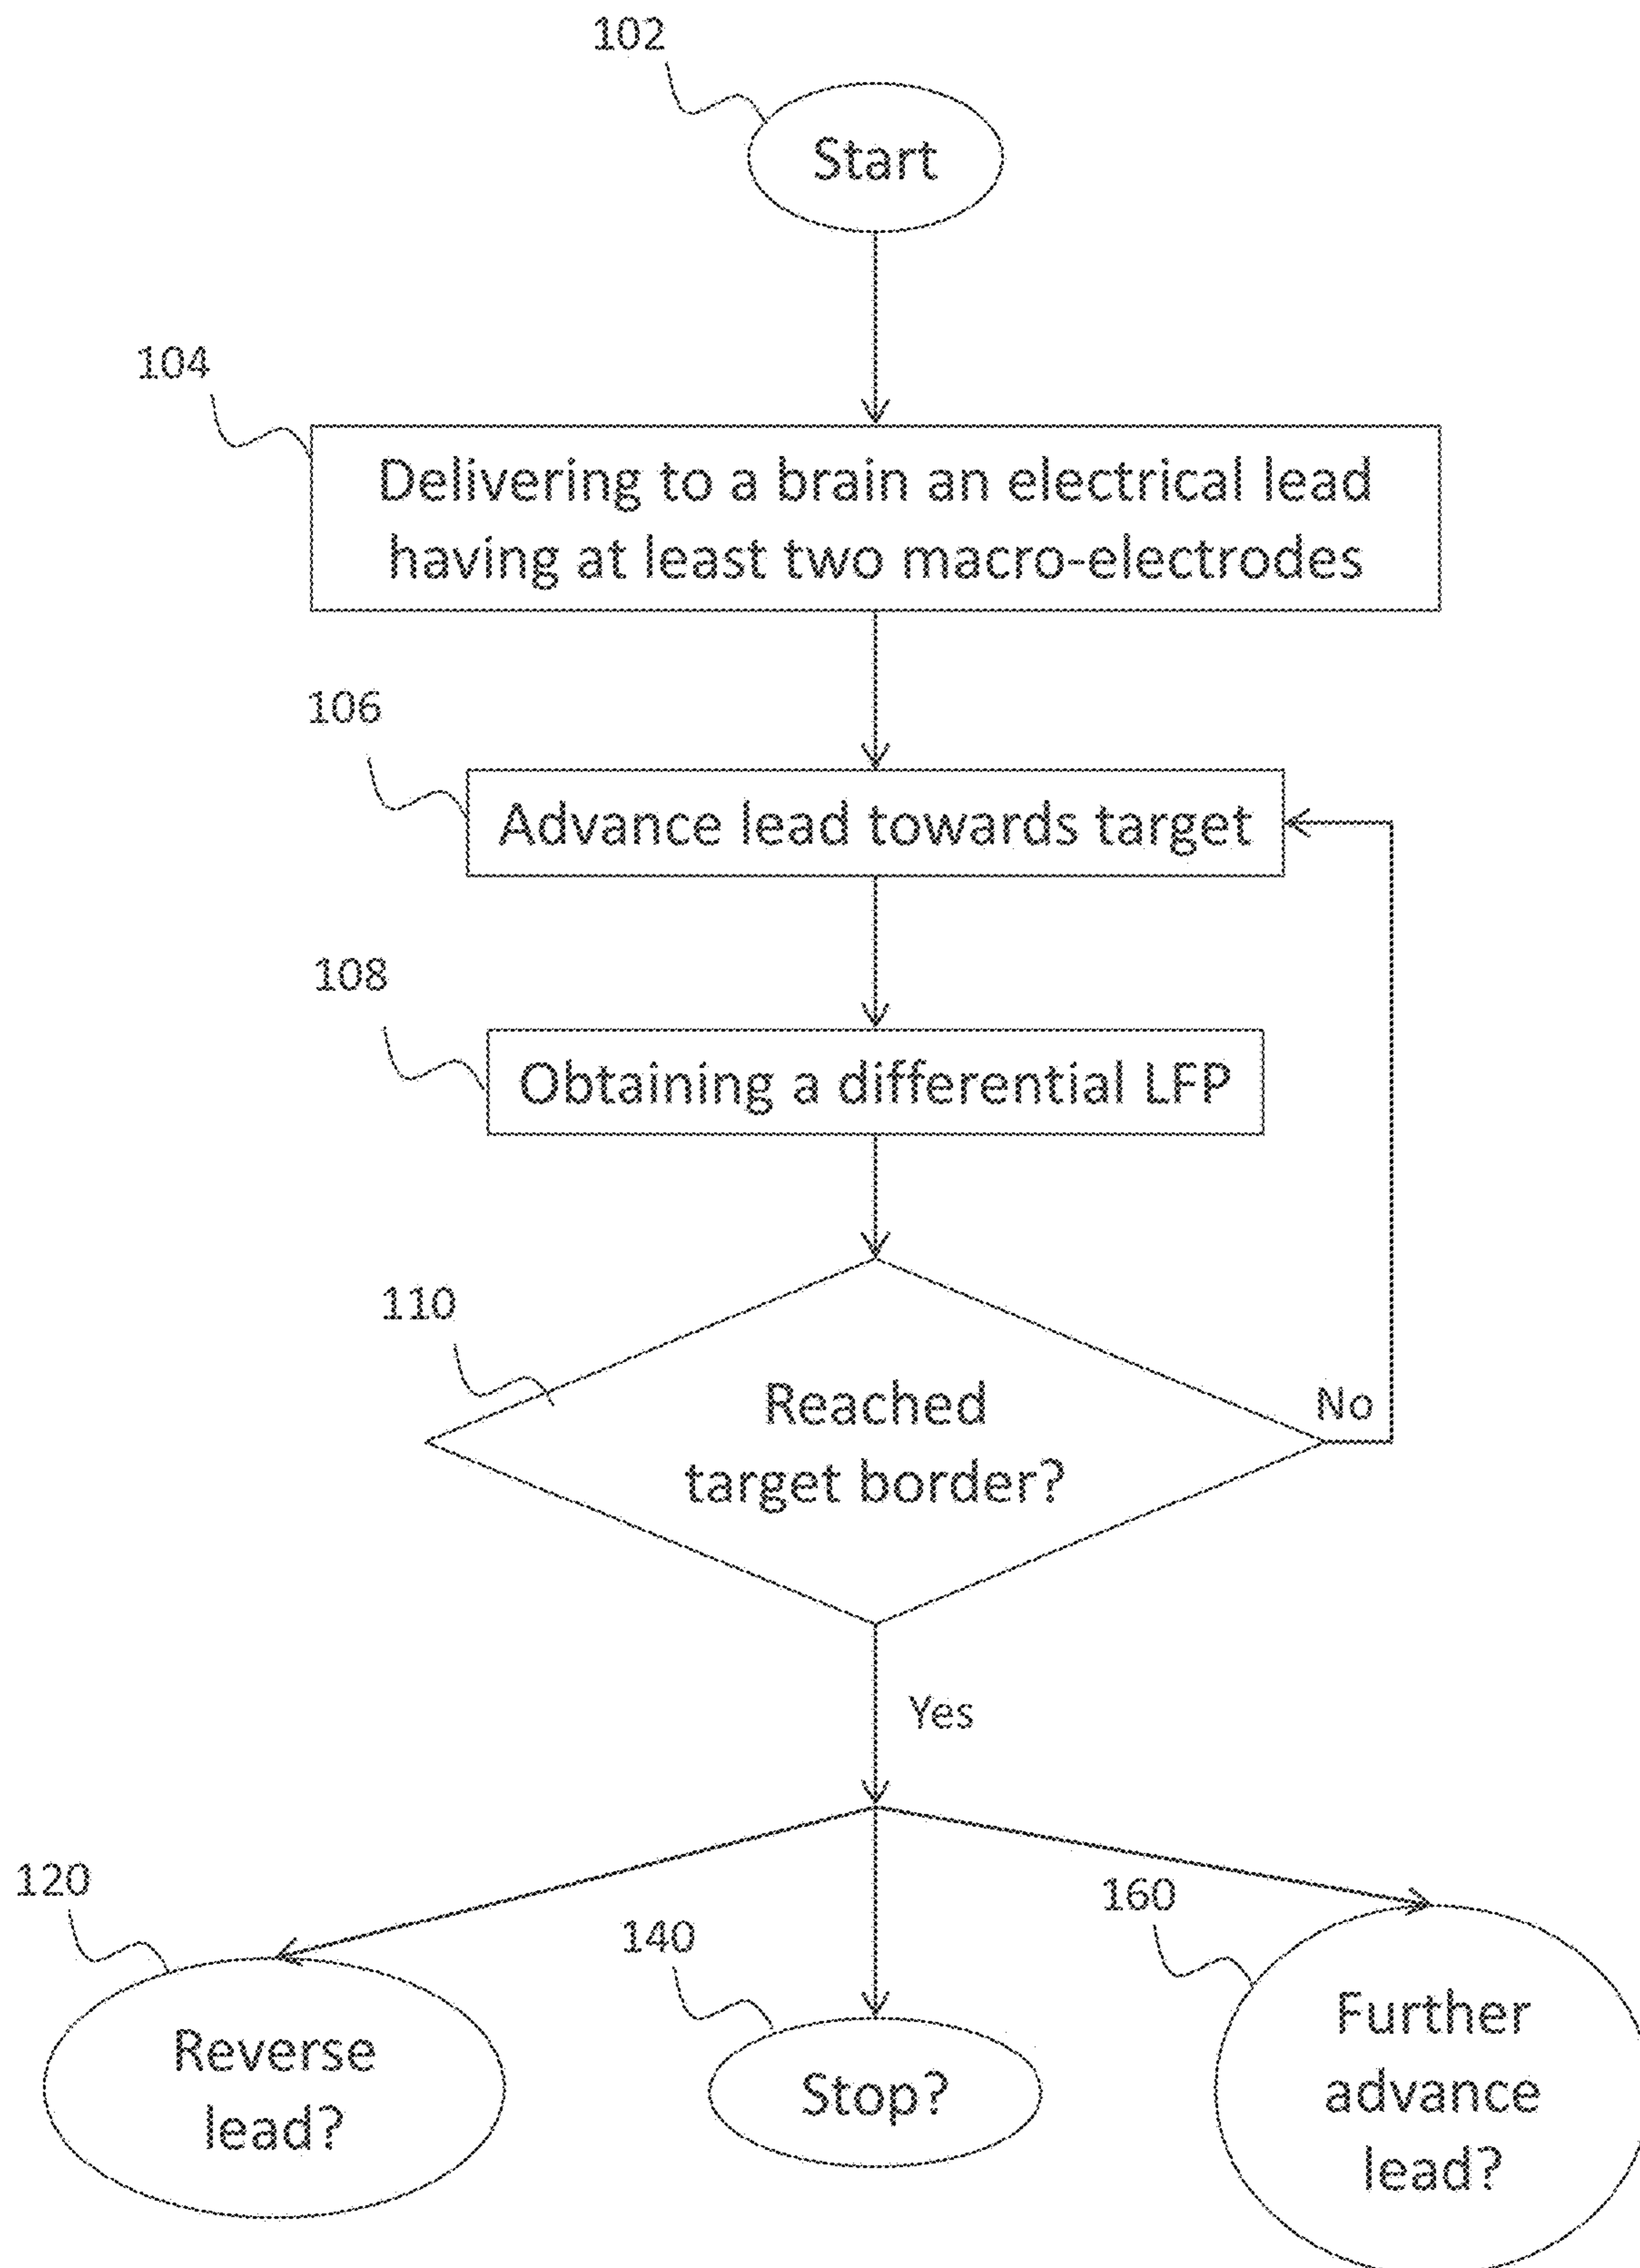 102
Start
104
Delivering to a brain an electrical lead
having at least two macro-electrodes
106
Advance lead towards target
108
Obtaining a differential LFP
110
Reached
target border?
No
Yes
120
Reverse
lead?
140
Stop?
160
Further
advance
lead?